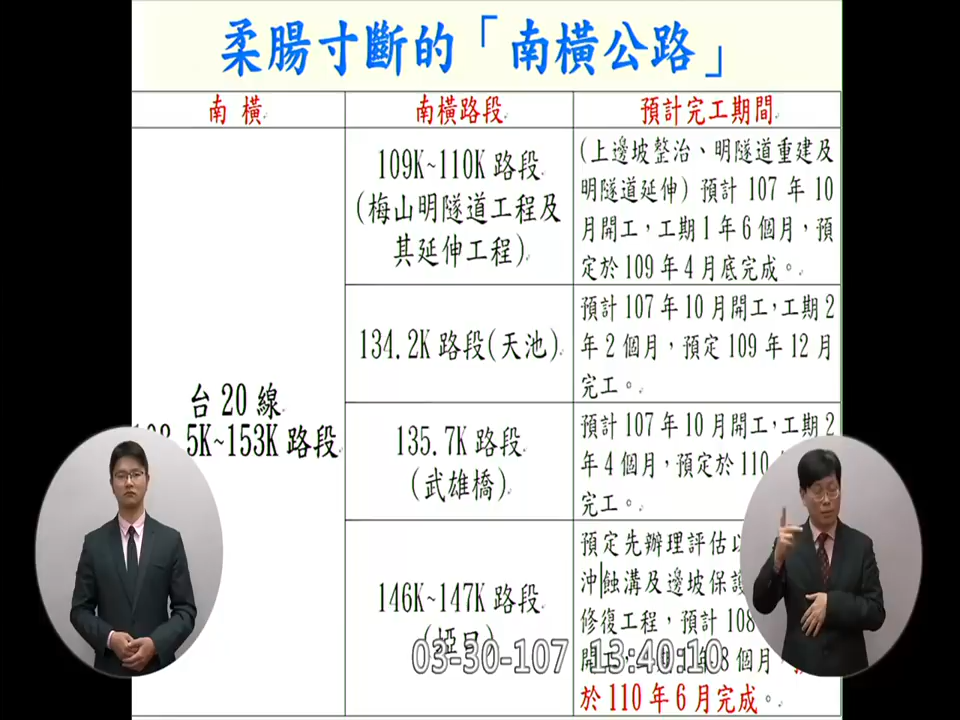 柔腸寸斷的「南橫公路」
南 橫
南橫路段
預計完工期間
台 20 線
5K~153K 路段
109K~110K 路段
(梅山明隧道工程及
其延伸工程)
(上邊坡整治、明隧道重建及
明隧道延伸) 預計 107 年 10
月開工，工期 1 年 6 個月，預
定於 109 年 4 月底完成。
134.2K 路段(天池)
預計 107 年 10 月開工，工期 2
年 2 個月，預定 109 年 12 月
完工。
135.7K 路段
(武雄橋)
預計 107 年 10 月開工，工期 2
年 4 個月，預定於 110
完工。
146K~147K 路段
預定先辦理評估
沖蝕溝及邊坡保
修復工程，預計 108
開工，
個月
於 110 年 6 月完成。
03-30-107 13:40:10